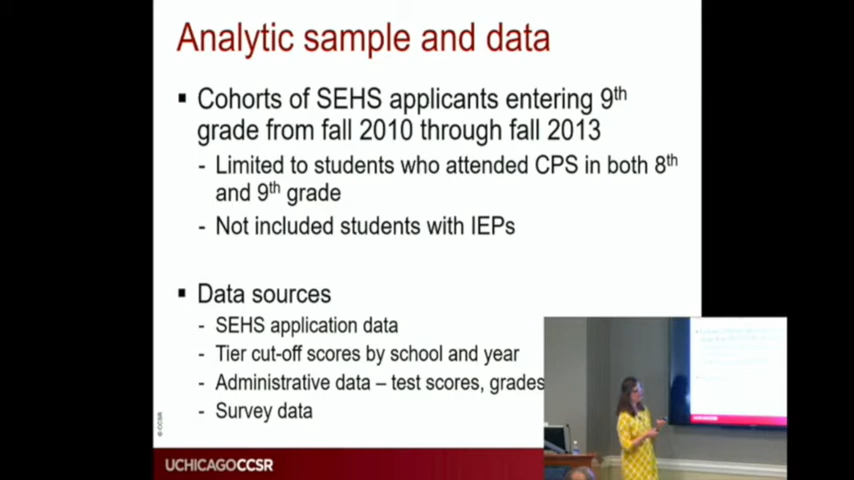 Analytic sample and data
▪ Cohorts of SEHS applicants entering 9th
grade from fall 2010 through fall 2013
- Limited to students who attended CPS in both 8th
and 9th grade
- Not included students with IEPs
▪ Data sources
- SEHS application data
- Tier cut-off scores by school and year
- Administrative data – test scores, grades
- Survey data
© CCSR
UCHICAGOCCSR